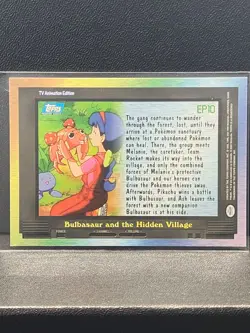 TV Animation Edition
Topps
EP10
The gang continues to wander
through the forest, lost, until they
arrive at a Pokémon sanctuary
where lost or abandoned Pokémon
can heal. There, the group meets
Melanie, the caretaker. Team
Rocket makes its way into the
village, and only the combined
forces of Melanie's protective
Bulbasaur and our heroes can
drive the Pokémon thieves away.
Afterwards, Pikachu wins a battle
with Bulbasaur, and Ash leaves the
forest with a new companion.
Bulbasaur is at his side.
Bulbasaur and the Hidden Village